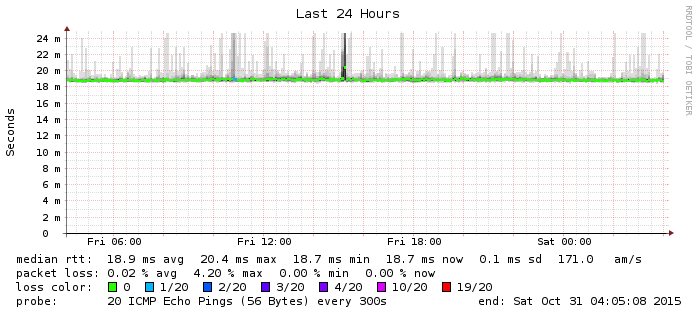 Last 24 Hours
RRDTOOL / TOBI OETIKER
Seconds
24 m
22 m
20 m
18 m
16 m
14 m
12 m
10 m
8 m
6 m
4 m
2 m
0
Fri 06:00 Fri 12:00 Fri 18:00 Sat 00:00
median rtt: 18.9 ms avg 20.4 ms max 18.7 ms min 18.7 ms now 0.1 ms sd 171.0 am/s
packet loss: 0.02 % avg 4.20 % max 0.00 % min 0.00 % now
loss color: 0 1/20 2/20 3/20 4/20 10/20 19/20
probe: 20 ICMP Echo Pings (56 Bytes) every 300s end: Sat Oct 31 04:05:08 2015